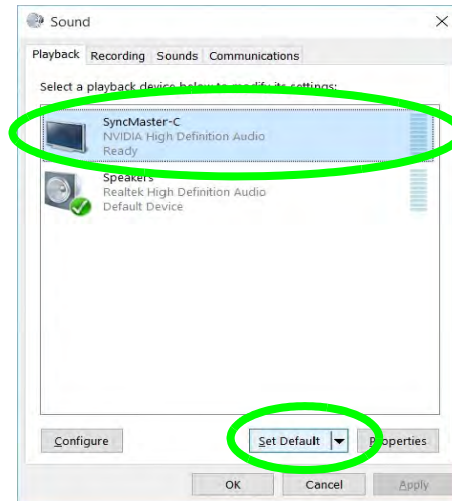 Sound
Playback Recording Sounds Communications
Select a playback device below to modify its settings:
SyncMaster-C
NVIDIA High Definition Audio
Ready
Speakers
Realtek High Definition Audio
Default Device
Configure Set Default Properties
OK Cancel Apply